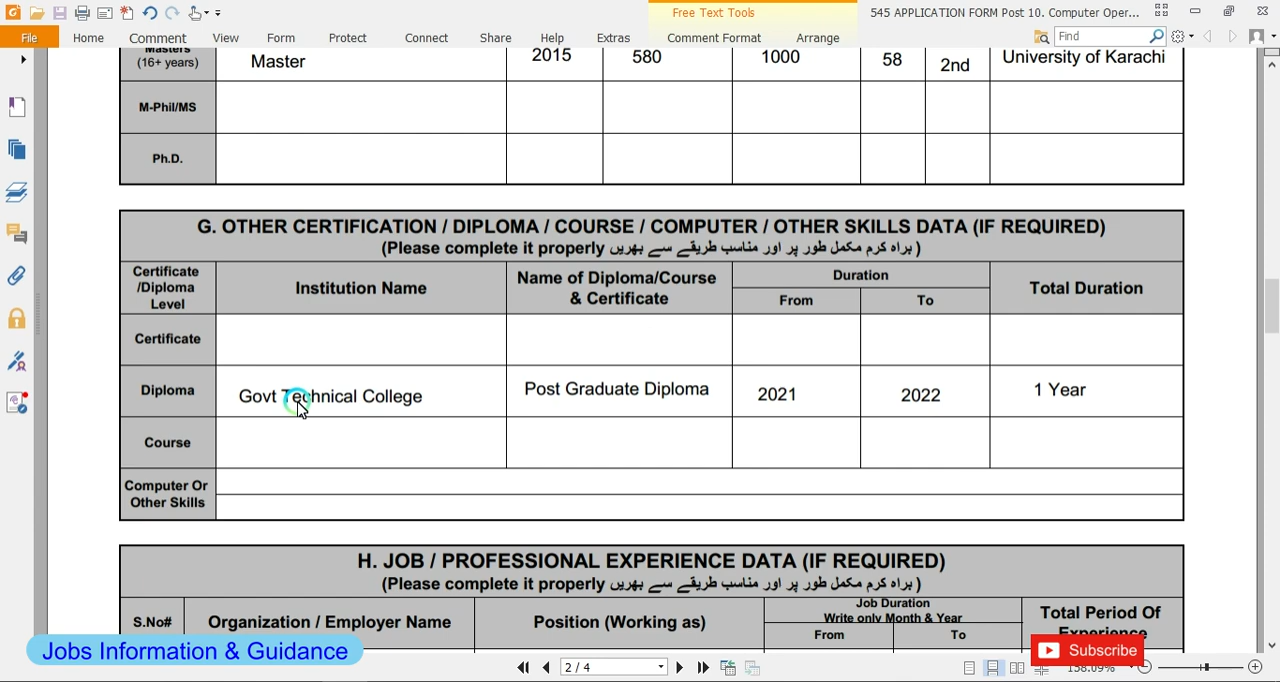 Free Text Tools
545 APPLICATION FORM Post 10. Computer Oper...
File Home Comment View Form Protect Connect Share Help Extras Comment Format Arrange Find
Masters
(16+ years)
Master 2015 580 1000 58 2nd University of Karachi
M-Phil/MS
Ph.D.
G. OTHER CERTIFICATION / DIPLOMA / COURSE / COMPUTER / OTHER SKILLS DATA (IF REQUIRED)
(Please complete it properly براہ کرم مکمل طور پر اور مناسب طریقے سے بھریں)
Certificate
/Diploma
Level
Institution Name
Name of Diploma/Course
& Certificate
Duration
From To
Total Duration
Certificate
Diploma Govt Technical College Post Graduate Diploma 2021 2022 1 Year
Course
Computer Or
Other Skills
H. JOB / PROFESSIONAL EXPERIENCE DATA (IF REQUIRED)
(Please complete it properly براہ کرم مکمل طور پر اور مناسب طریقے سے بھریں)
S.No# Organization / Employer Name Position (Working as)
Job Duration
Write only Month & Year
From To
Total Period Of
Experience
Jobs Information & Guidance
Subscribe
2 / 4
138.09%